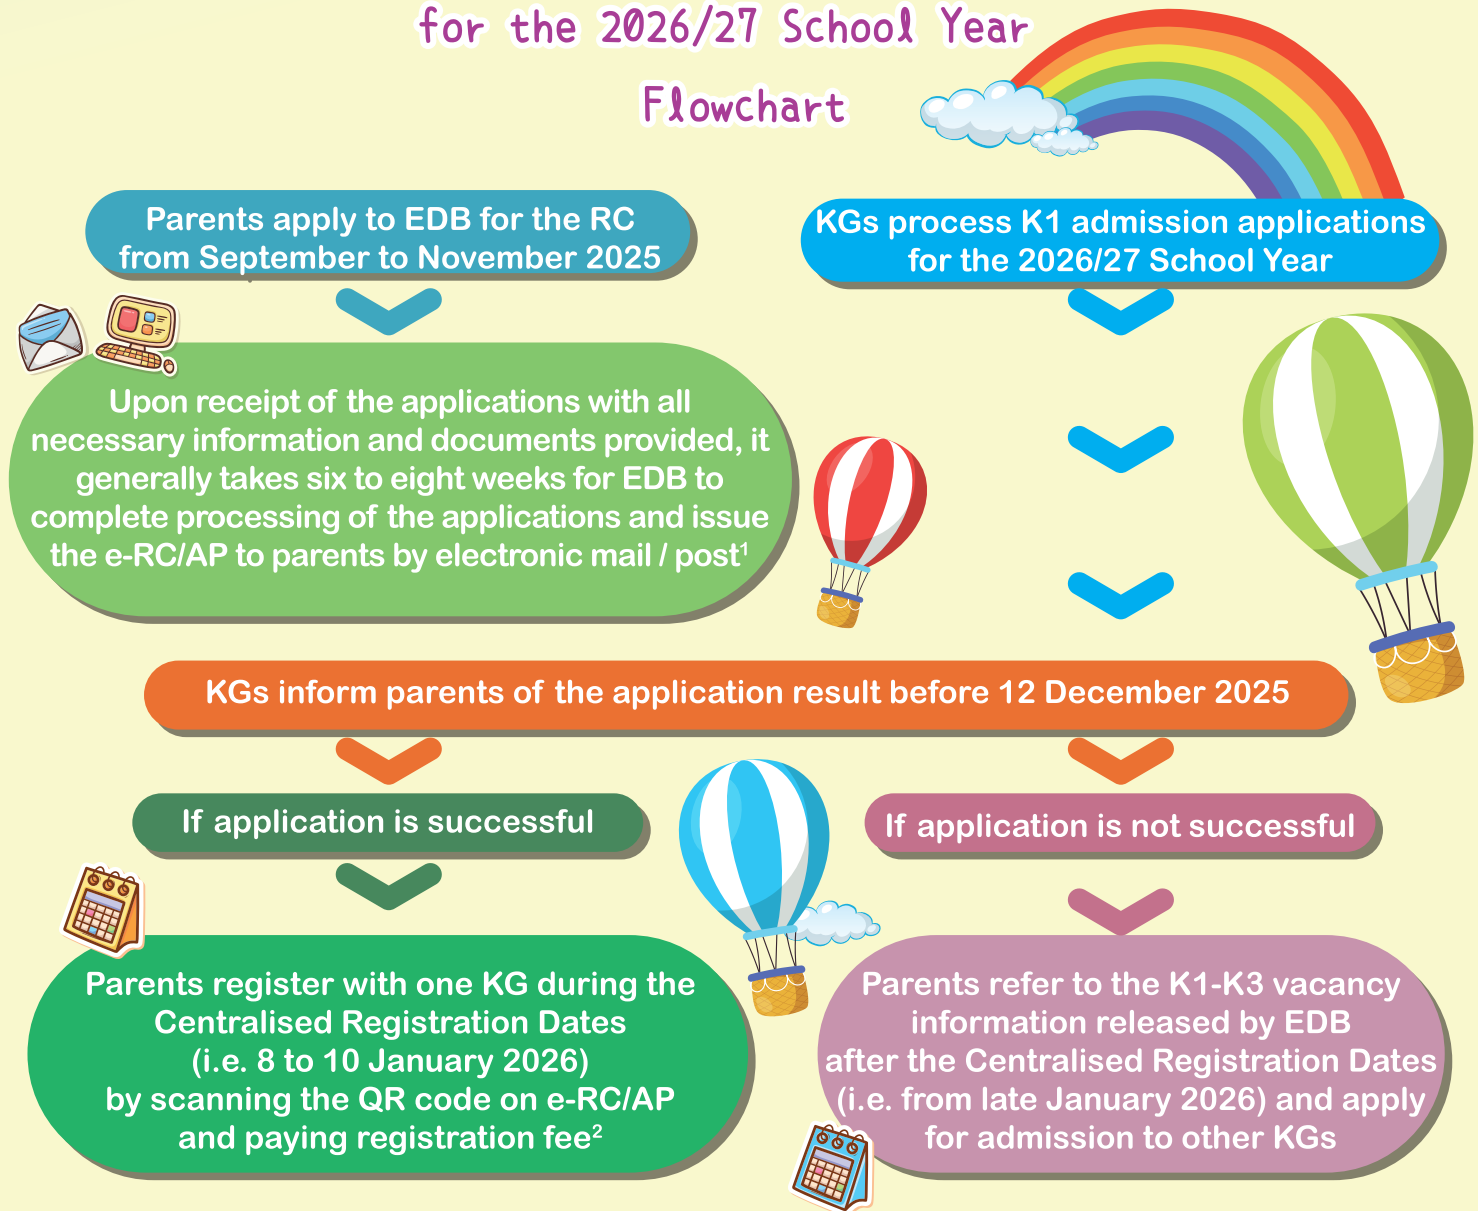 for the 2026/27 School Year
Flowchart
Parents apply to EDB for the RC
from September to November 2025
KGs process K1 admission applications
for the 2026/27 School Year
Upon receipt of the applications with all
necessary information and documents provided, it
generally takes six to eight weeks for EDB to
complete processing of the applications and issue
the e-RC/AP to parents by electronic mail / post¹
KGs inform parents of the application result before 12 December 2025
If application is successful
If application is not successful
Parents register with one KG during the
Centralised Registration Dates
(i.e. 8 to 10 January 2026)
by scanning the QR code on e-RC/AP
and paying registration fee²
Parents refer to the K1-K3 vacancy
information released by EDB
after the Centralised Registration Dates
(i.e. from late January 2026) and apply
for admission to other KGs